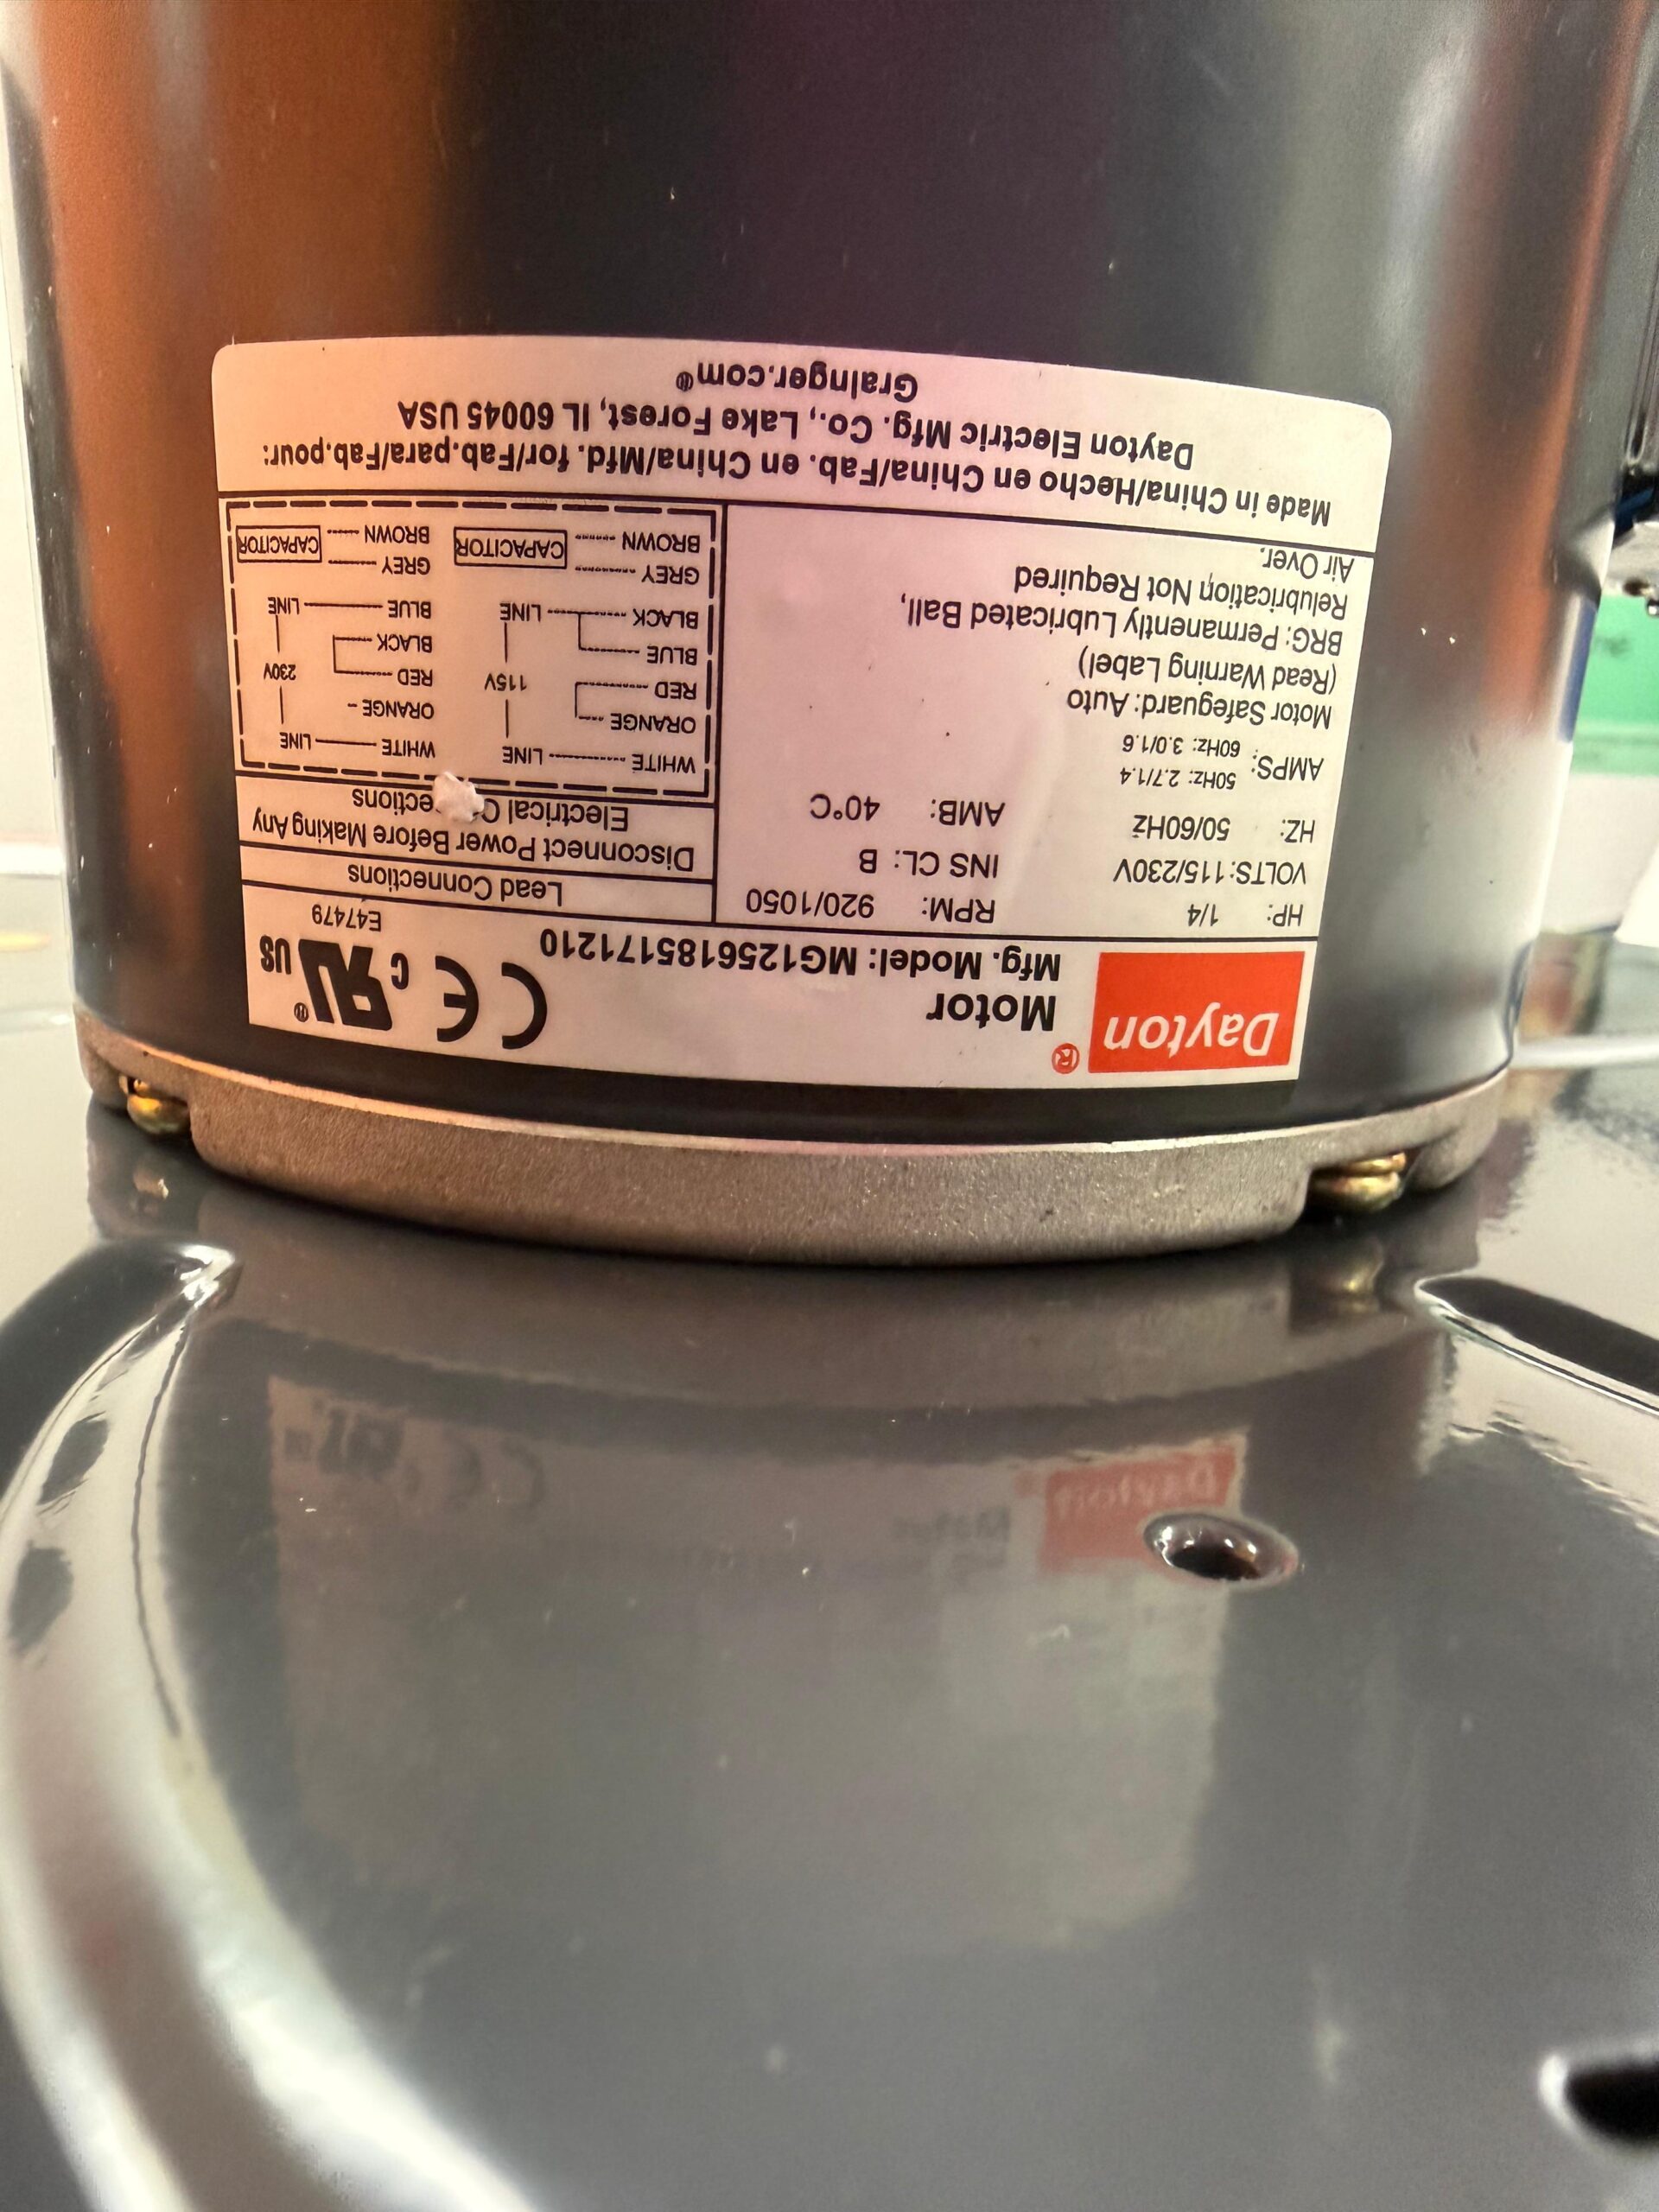 Dayton®
Motor
Mfg. Model: MG1256185171210
CE
c UR® US
E47479
HP: 1/4
RPM: 920/1050
VOLTS: 115/230V
INS CL: B
HZ: 50/60HZ
AMB: 40°C
AMPS: 50Hz: 2.7/1.4
60Hz: 3.0/1.6
Motor Safeguard: Auto
(Read Warning Label)
BRG: Permanently Lubricated Ball,
Relubrication Not Required
Air Over.
Lead Connections
Disconnect Power Before Making Any
Electrical
WHITE LINE
ORANGE
RED
115V
BLUE
BLACK LINE
GREY
BROWN CAPACITOR
WHITE LINE
ORANGE
RED
230V
BLACK
BLUE LINE
GREY
BROWN CAPACITOR
Made in China/Hecho en China/Fab. en China/Mfd. for/Fab.para/Fab.pour:
Dayton Electric Mfg. Co., Lake Forest, IL 60045 USA
Grainger.com®